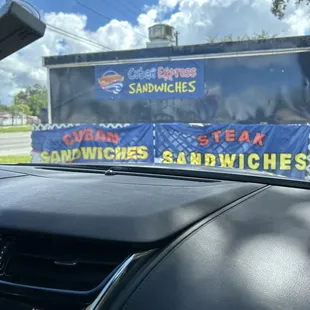 Cuban Express
SANDWICHES
CUBAN
SANDWICHES
STEAK
SANDWICHES